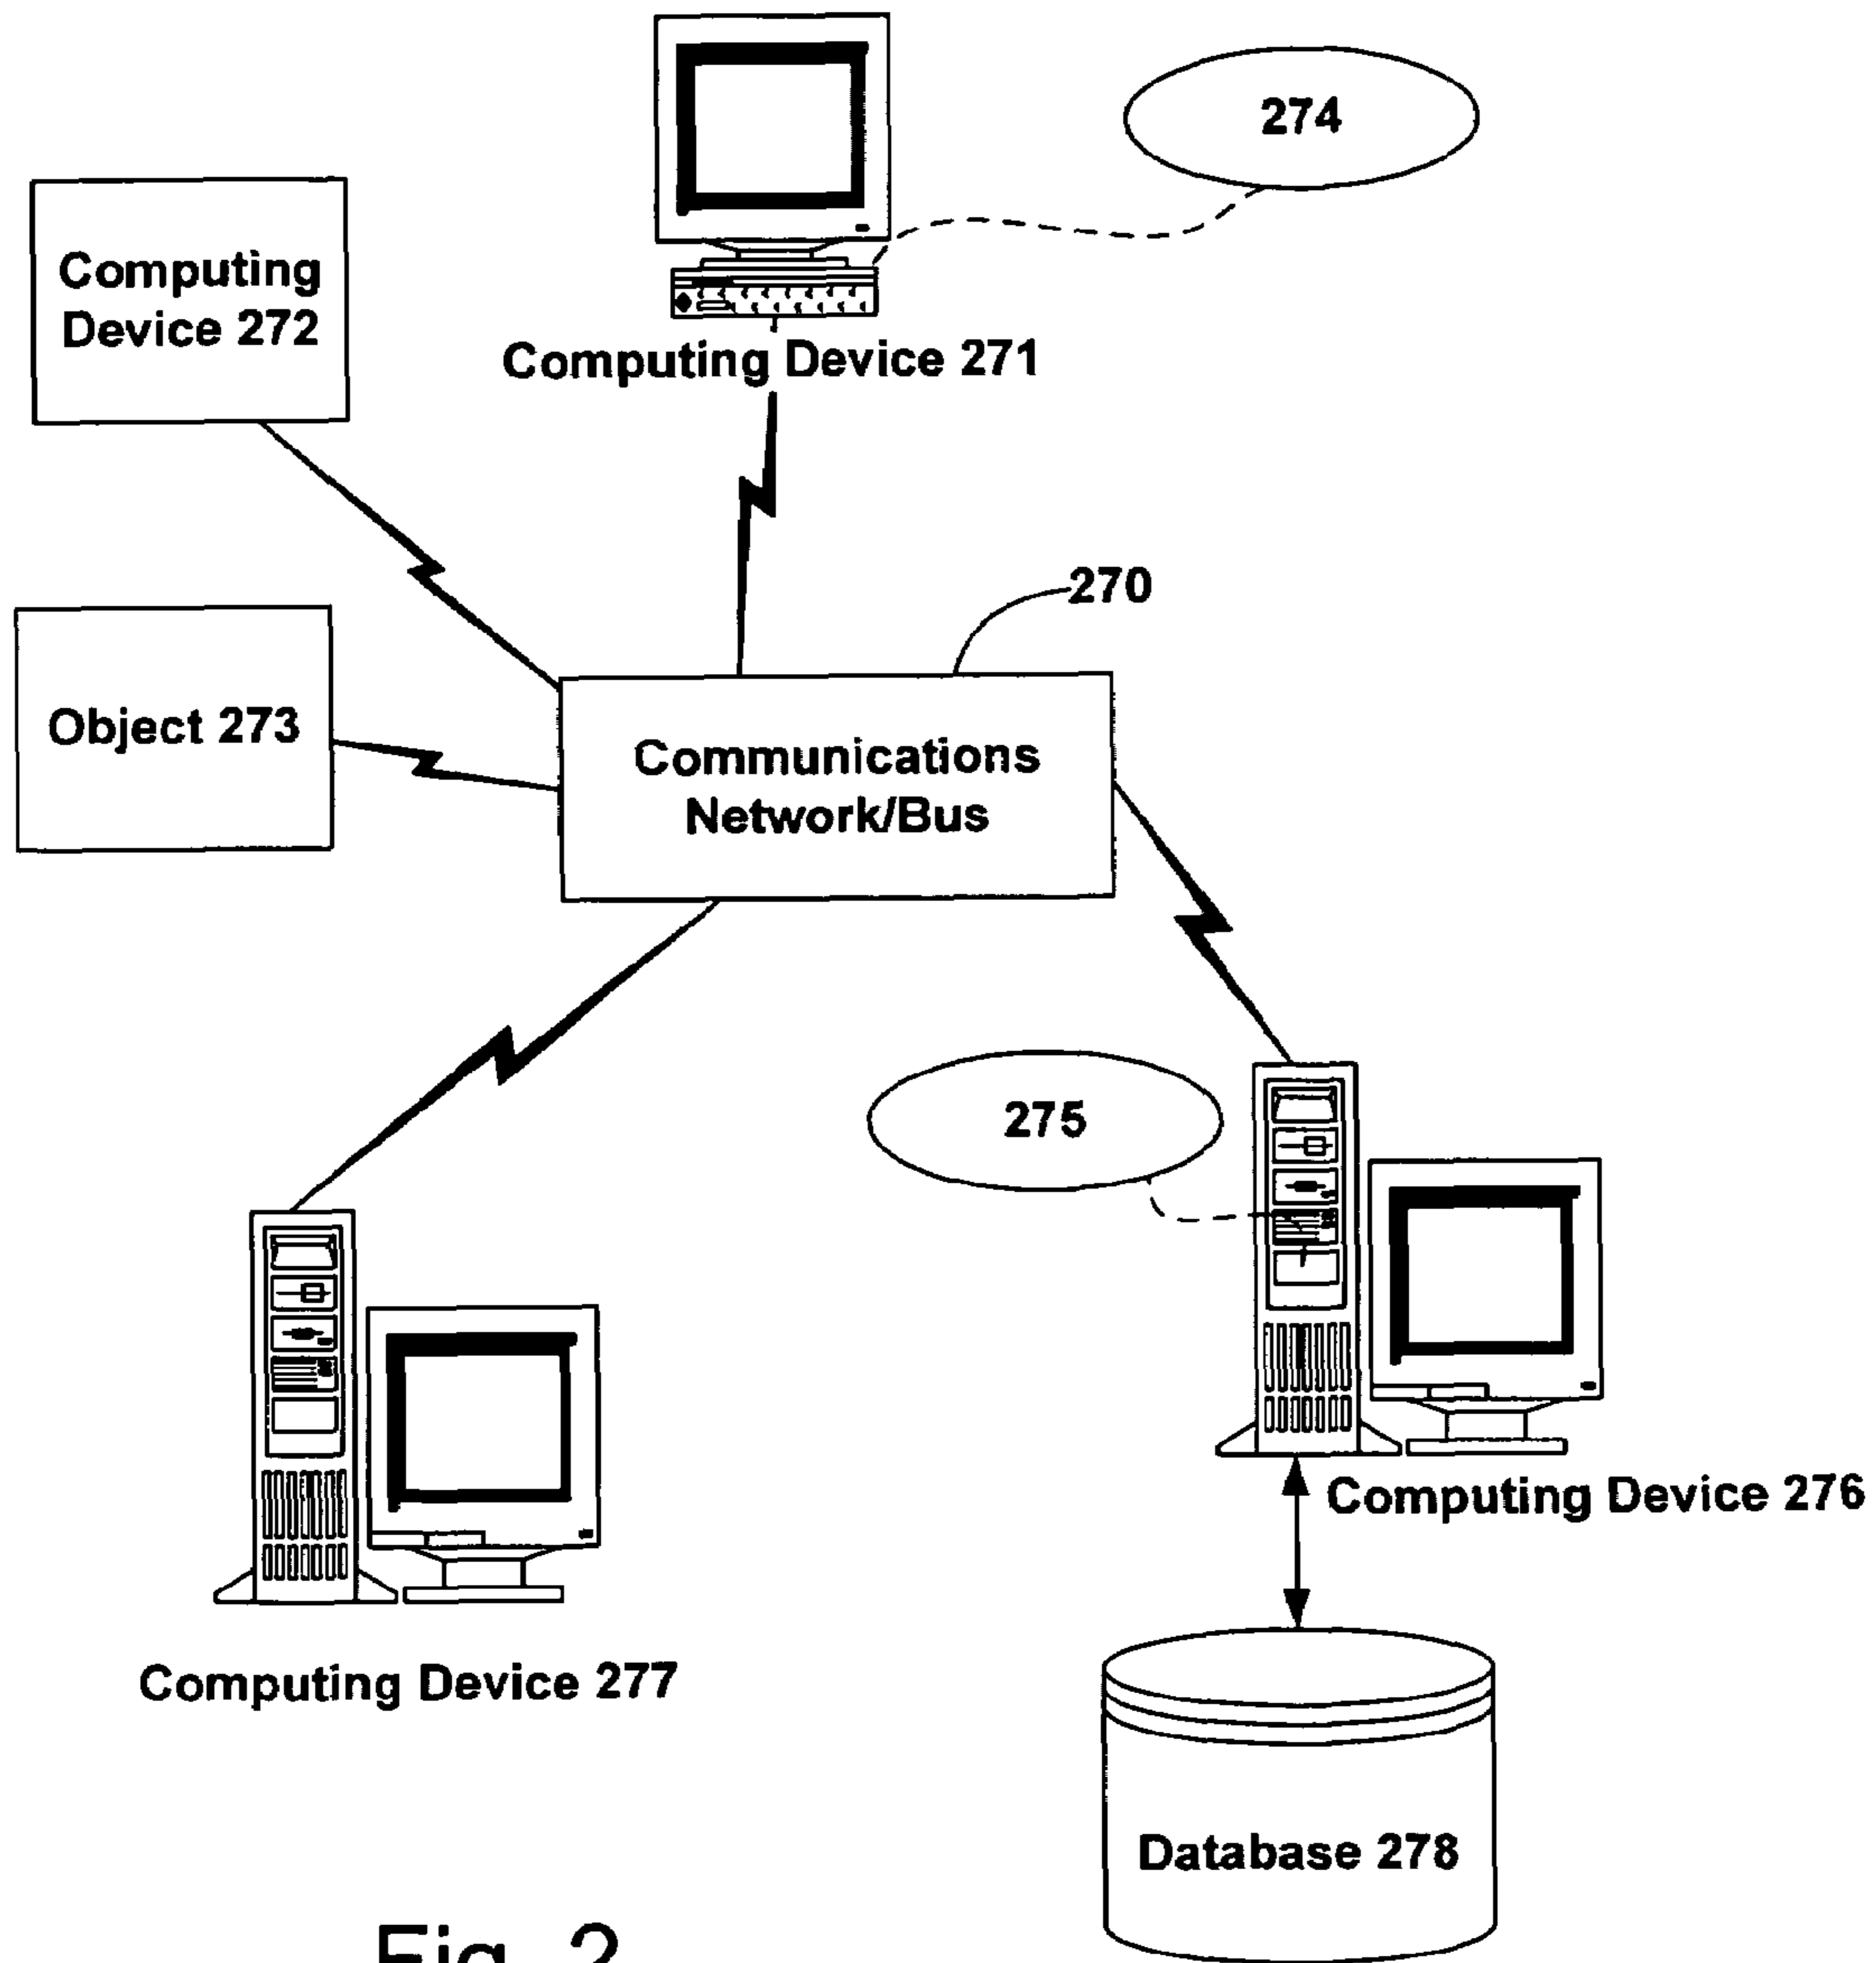 274
Computing
Device 272
Computing Device 271
270
Object 273
Communications
Network/Bus
275
Computing Device 276
Computing Device 277
Database 278
Fig. 2